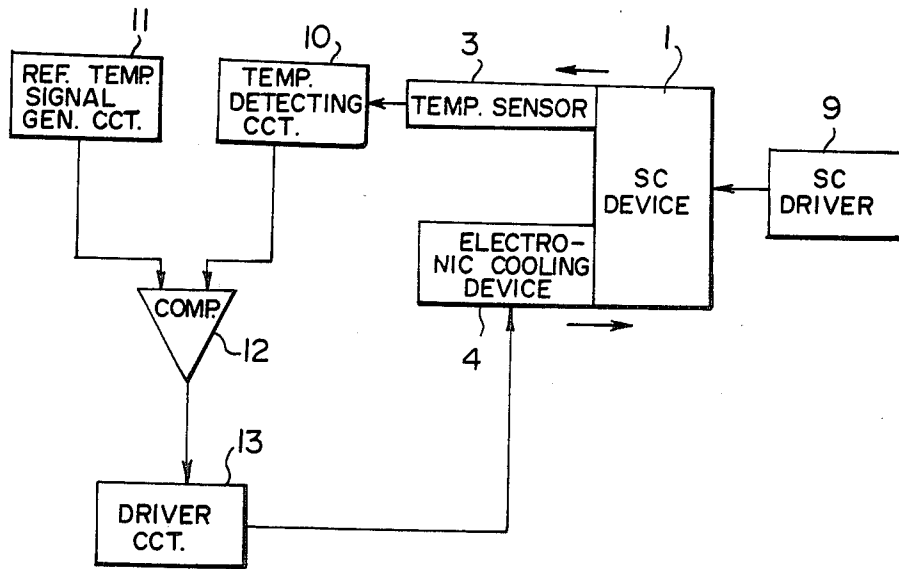 11
REF. TEMP.
SIGNAL
GEN. CCT.
10
TEMP.
DETECTING
CCT.
3
TEMP. SENSOR
1
SC
DEVICE
9
SC
DRIVER
ELECTRO-
NIC COOLING
DEVICE
4
COMP.
12
13
DRIVER
CCT.